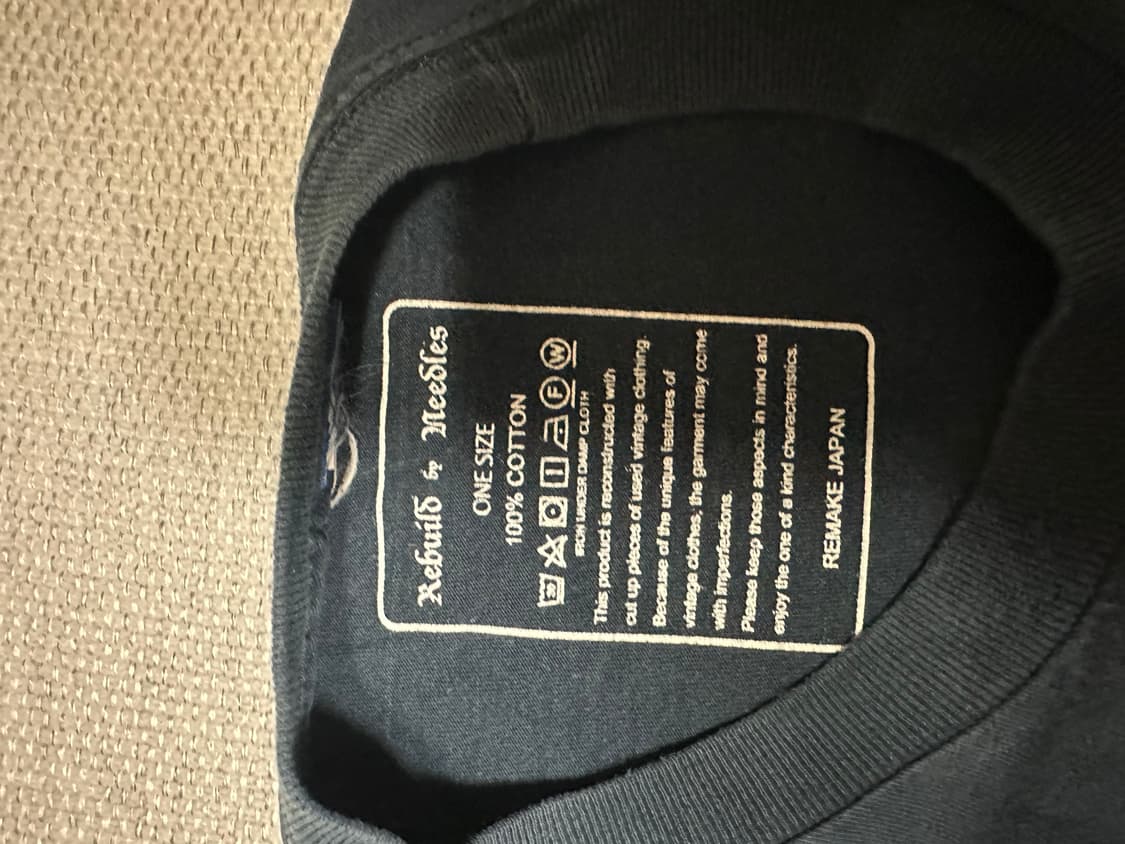 Rebuild by Needles
ONE SIZE
100% COTTON
30 F W
IRON UNDER DAMP CLOTH
This product is reconstructed with
cut up pieces of used vintage clothing.
Because of the unique features of
vintage clothes, the garment may come
with imperfections.
Please keep those aspects in mind and
enjoy the one of a kind characteristics.
REMAKE JAPAN